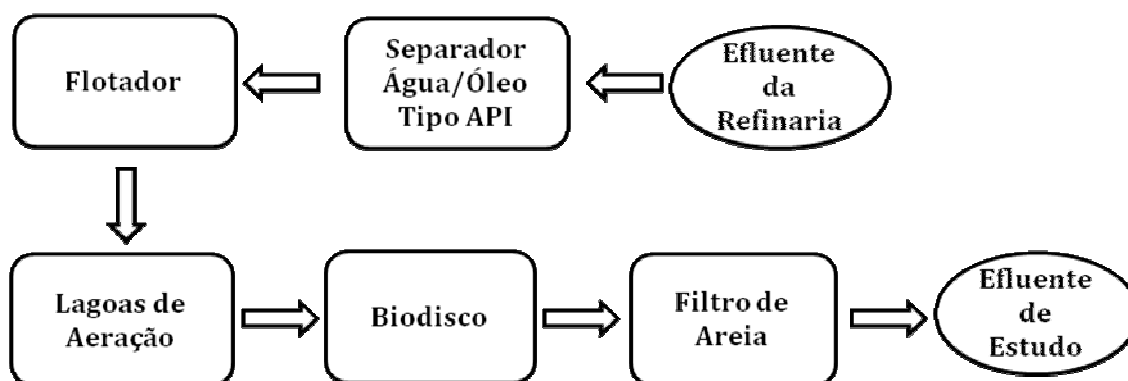 Flotador
Separador
Água/Óleo
Tipo API
Efluente
da
Refinaria
Lagoas de
Aeração
Biodisco
Filtro de
Areia
Efluente
de
Estudo